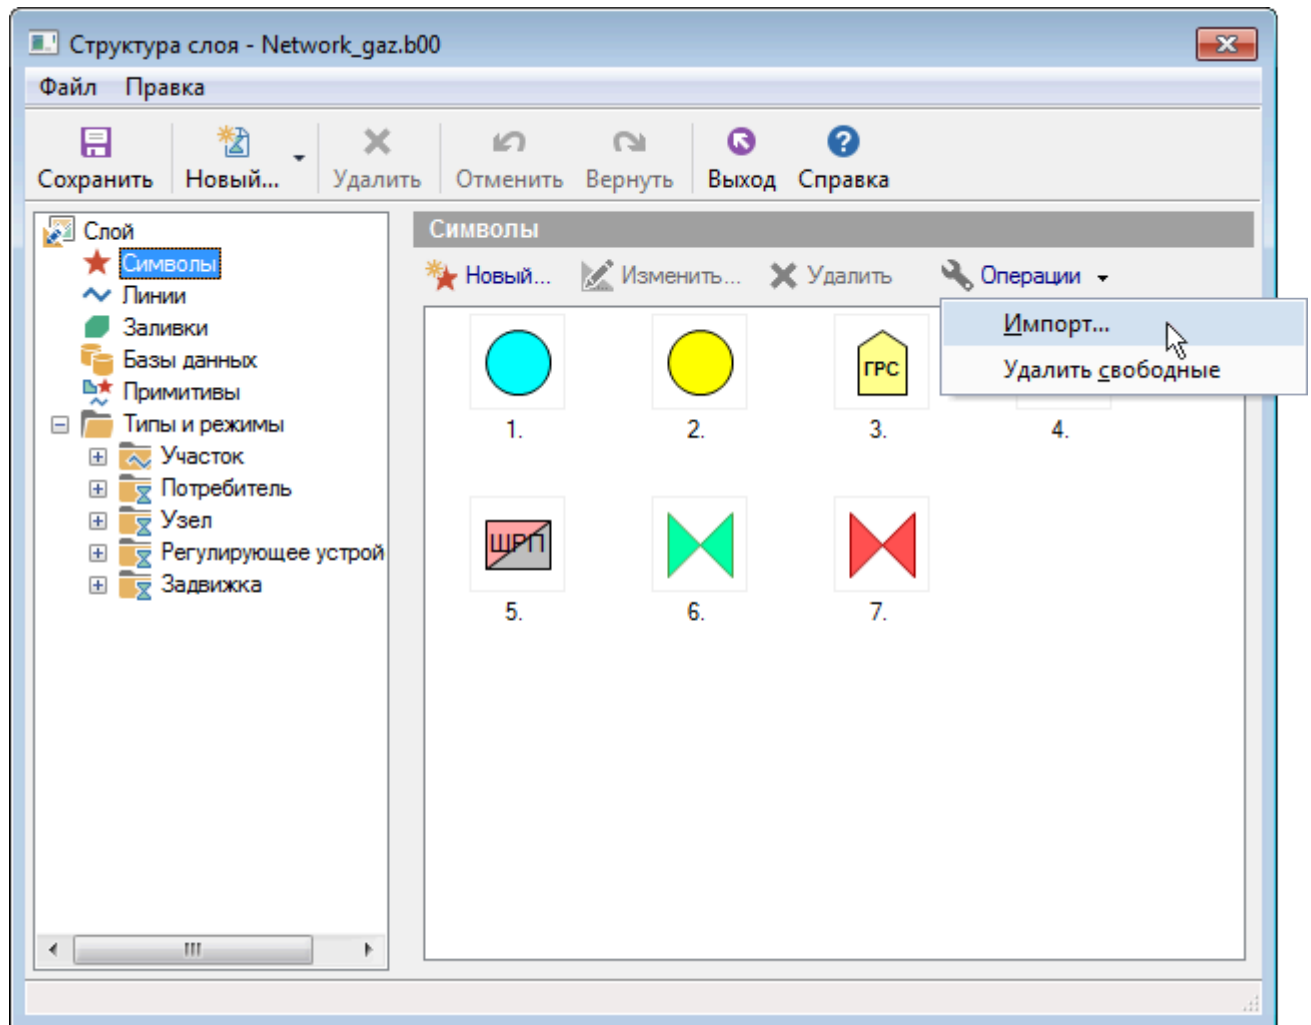 Структура слоя - Network_gaz.b00
Файл Правка
Сохранить Новый... Удалить Отменить Вернуть Выход Справка
Слой
Символы
Линии
Заливки
Базы данных
Примитивы
Типы и режимы
Участок
Потребитель
Узел
Регулирующее устрой
Задвижка
Символы
Новый... Изменить... Удалить Операции
Импорт...
Удалить свободные
ГРС
1. 2. 3. 4.
ШРП
5. 6. 7.